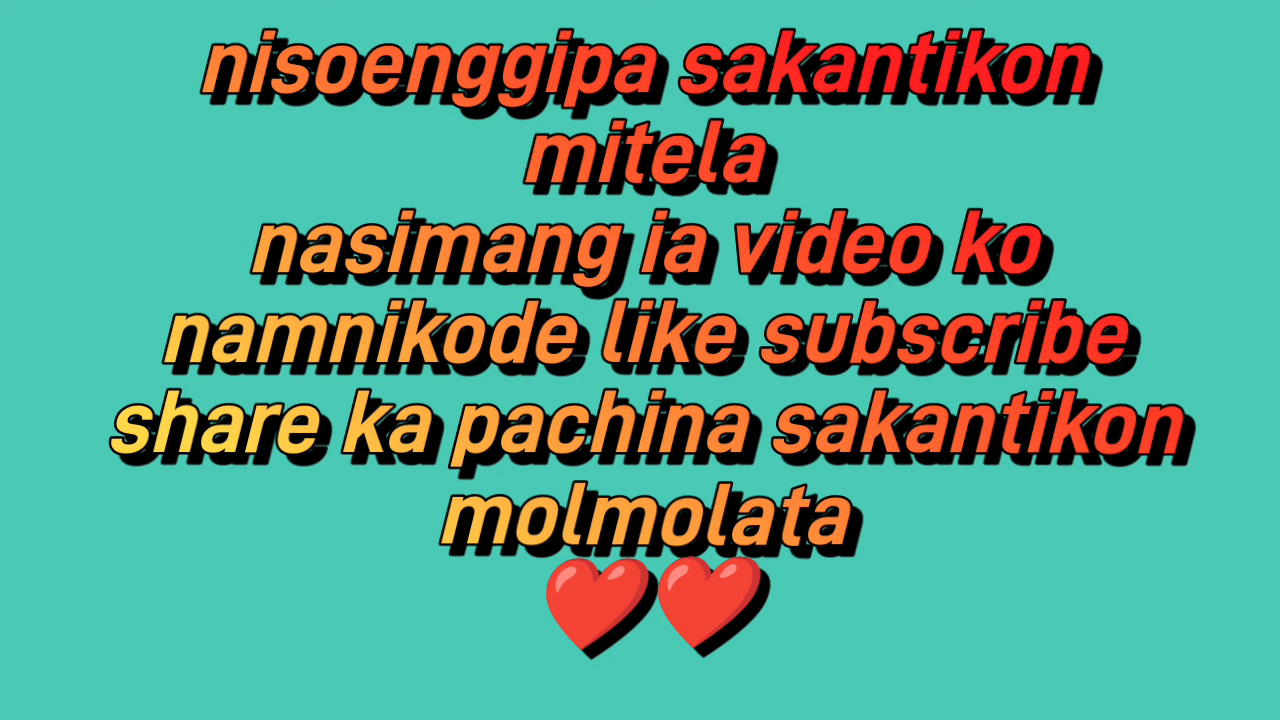 nisoenggipa sakantikon
mitela
nasimang ia video ko
namnikode like subscribe
share ka pachina sakantikon
molmolata
❤️❤️